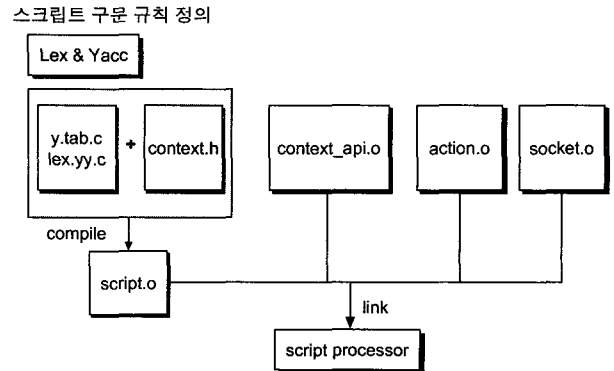 스크립트 구문 규칙 정의
Lex & Yacc
y.tab.c
lex.yy.c
+
context.h
context_api.o
action.o
socket.o
compile
script.o
link
script processor